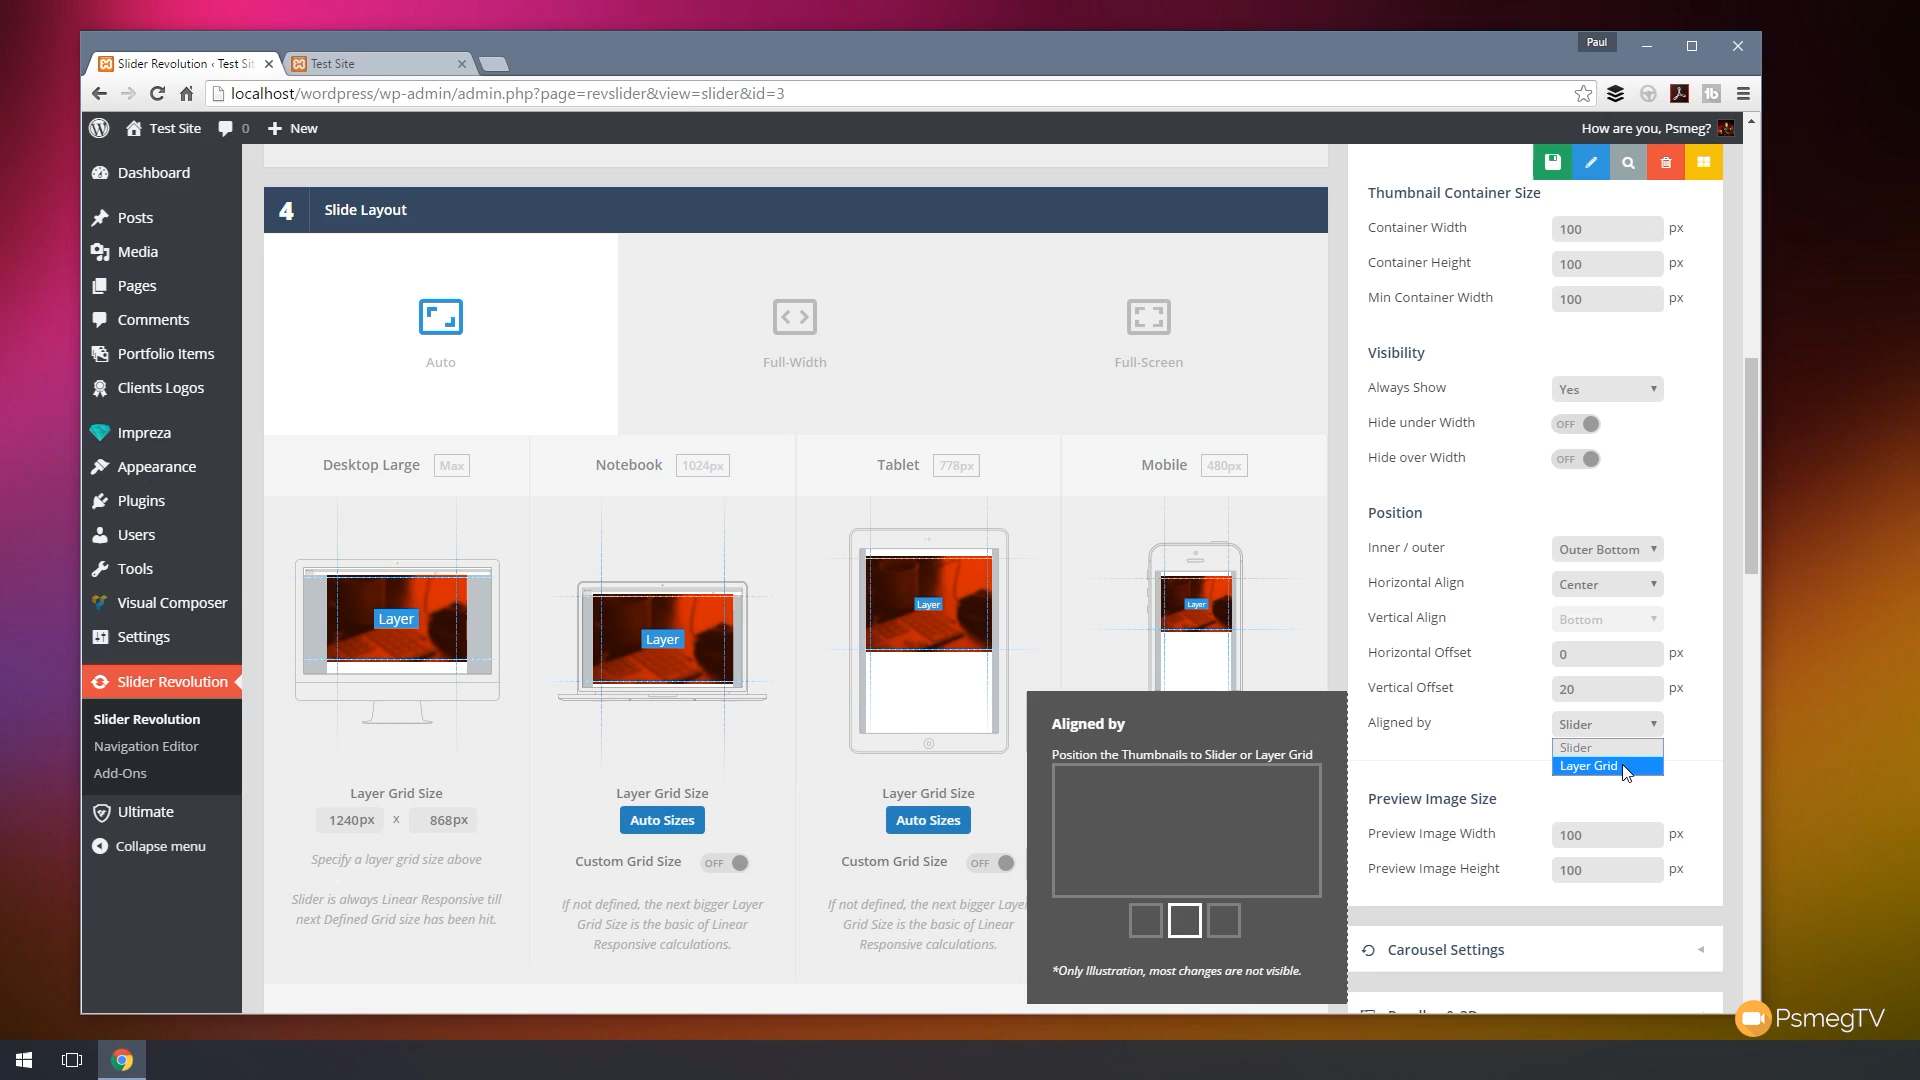 Paul
Slider Revolution ‹ Test Sit
Test Site
localhost/wordpress/wp-admin/admin.php?page=revslider&view=slider&id=3
Test Site
0
New
How are you, Psmeg?
Dashboard
Posts
Media
Pages
Comments
Portfolio Items
Clients Logos
Impreza
Appearance
Plugins
Users
Tools
Visual Composer
Settings
Slider Revolution
Slider Revolution
Navigation Editor
Add-Ons
Ultimate
Collapse menu
4 Slide Layout
Auto
Full-Width
Full-Screen
Desktop Large Max
Notebook 1024px
Tablet 778px
Mobile 480px
Layer
Layer
Layer
Layer
Layer Grid Size
1240px x 868px
Specify a layer grid size above
Slider is always Linear Responsive till
next Defined Grid size has been hit.
Layer Grid Size
Auto Sizes
Custom Grid Size OFF
If not defined, the next bigger Layer
Grid Size is the basic of Linear
Responsive calculations.
Layer Grid Size
Auto Sizes
Custom Grid Size OFF
If not defined, the next bigger Layer
Grid Size is the basic of Linear
Responsive calculations.
Aligned by
Position the Thumbnails to Slider or Layer Grid
*Only Illustration, most changes are not visible.
Thumbnail Container Size
Container Width 100 px
Container Height 100 px
Min Container Width 100 px
Visibility
Always Show Yes
Hide under Width OFF
Hide over Width OFF
Position
Inner / outer Outer Bottom
Horizontal Align Center
Vertical Align Bottom
Horizontal Offset 0 px
Vertical Offset 20 px
Aligned by Slider
Slider
Layer Grid
Preview Image Size
Preview Image Width 100 px
Preview Image Height 100 px
Carousel Settings
PsmegTV